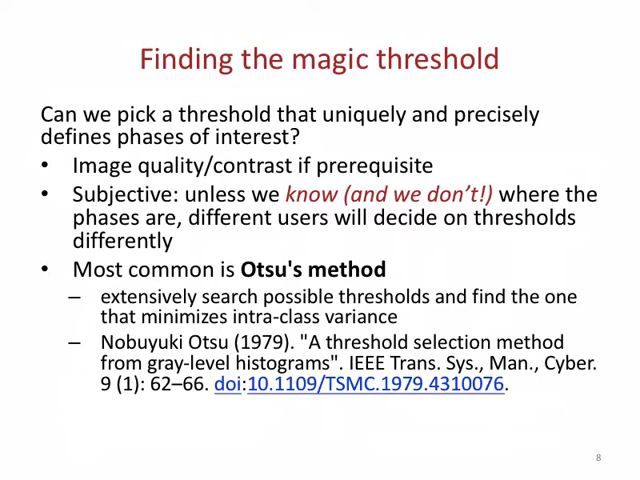 Finding the magic threshold
Can we pick a threshold that uniquely and precisely
defines phases of interest?
• Image quality/contrast if prerequisite
• Subjective: unless we know (and we don't!) where the
phases are, different users will decide on thresholds
differently
• Most common is Otsu's method
– extensively search possible thresholds and find the one
that minimizes intra-class variance
– Nobuyuki Otsu (1979). "A threshold selection method
from gray-level histograms". IEEE Trans. Sys., Man., Cyber.
9 (1): 62–66. doi:10.1109/TSMC.1979.4310076.
8